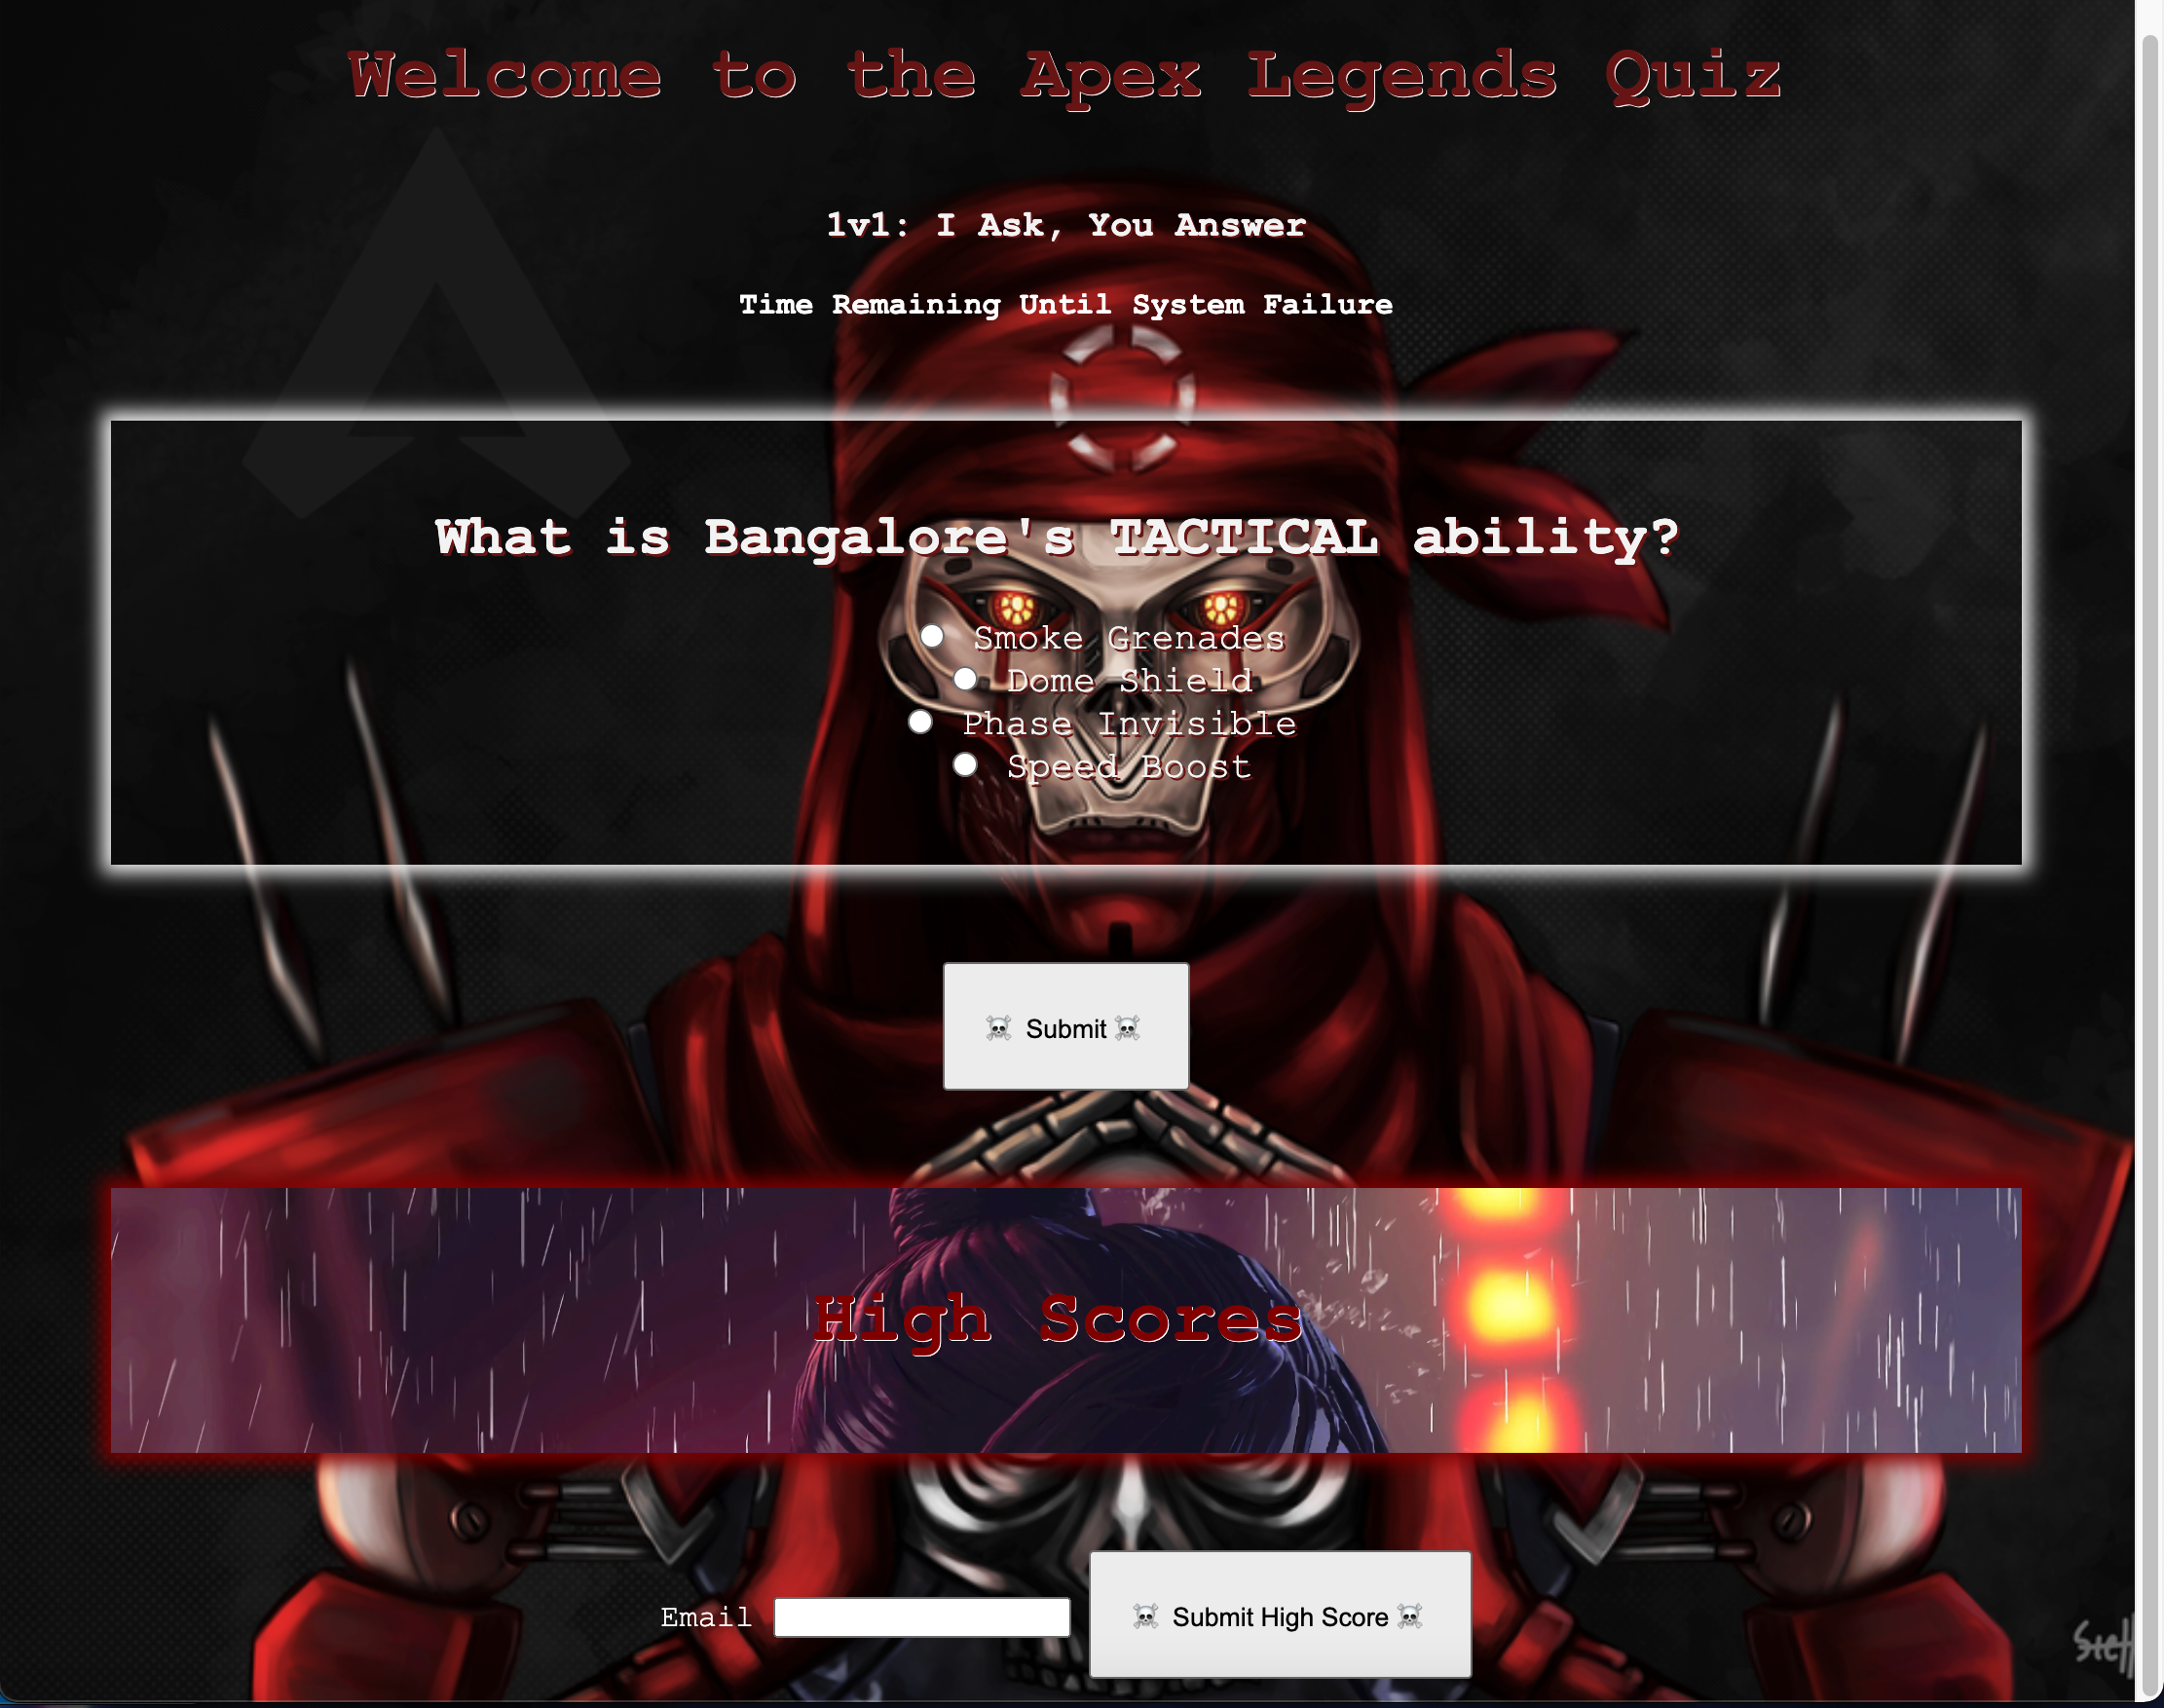 Welcome to the Apex Legends Quiz
1v1: I Ask, You Answer
Time Remaining Until System Failure
What is Bangalore's TACTICAL ability?
Smoke Grenades
Dome Shield
Phase Invisible
Speed Boost
☠️ Submit ☠️
High Scores
Email
☠️ Submit High Score ☠️